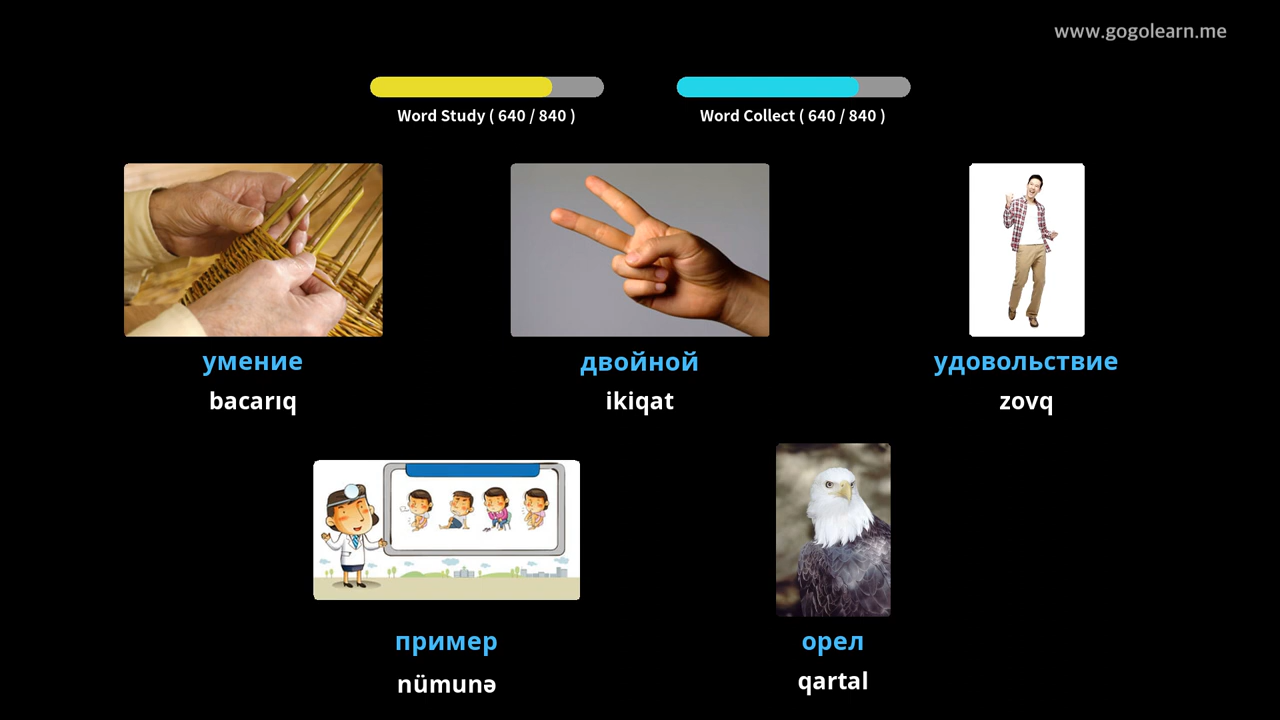 www.gogolearn.me
Word Study ( 640 / 840 )
Word Collect ( 640 / 840 )
умение
bacarıq
двойной
ikiqat
удовольствие
zovq
пример
nümunə
орел
qartal